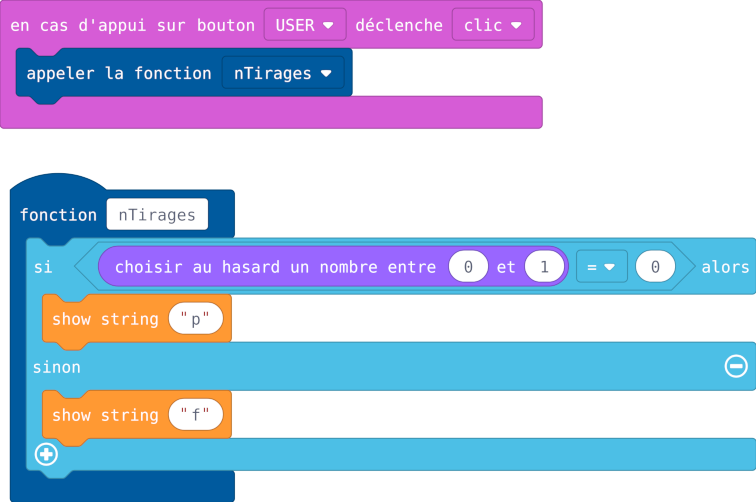 en cas d'appui sur bouton USER déclenche clic
appeler la fonction nTirages
fonction nTirages
si choisir au hasard un nombre entre 0 et 1 = 0 alors
show string "p"
sinon
show string "f"